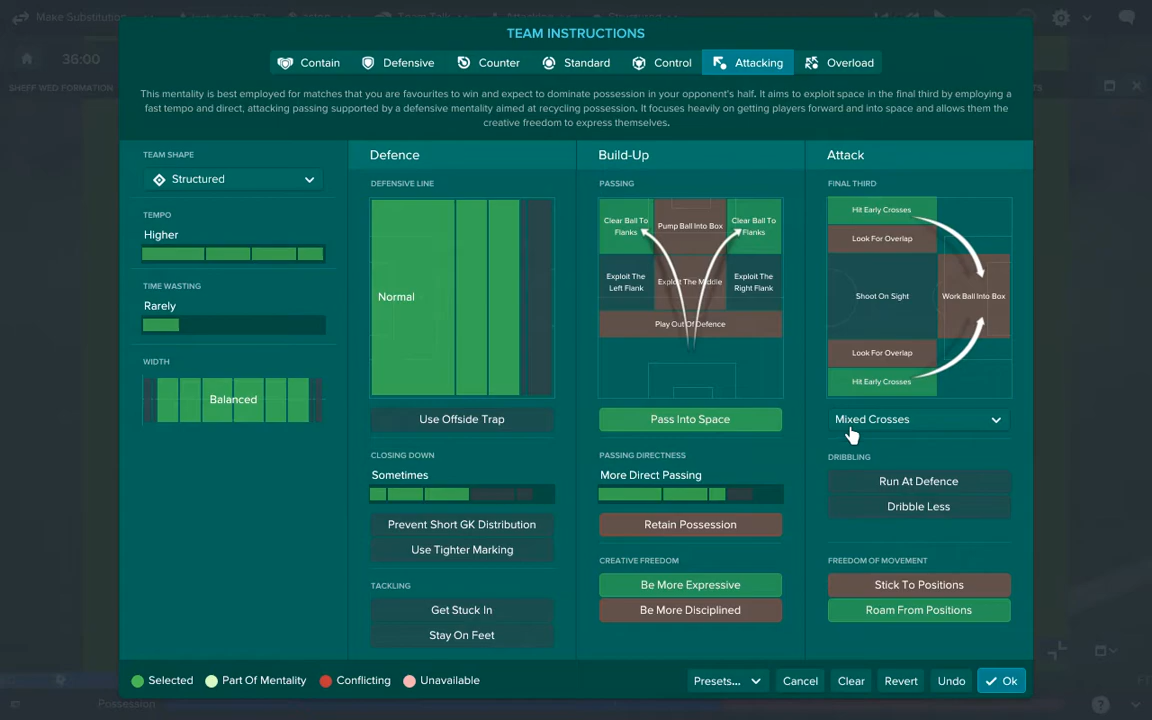 Make Substitution
36:00
SHEFF WED FORMATION
TEAM INSTRUCTIONS
Contain
Defensive
Counter
Standard
Control
Attacking
Overload
This mentality is best employed for matches that you are favourites to win and expect to dominate possession in your opponent's half. It aims to exploit space in the final third by employing a
fast tempo and direct, attacking passing supported by a defensive mentality aimed at recycling possession. It focuses heavily on getting players forward and into space and allows them the
creative freedom to express themselves.
TEAM SHAPE
Structured
TEMPO
Higher
TIME WASTING
Rarely
WIDTH
Balanced
Defence
DEFENSIVE LINE
Normal
Use Offside Trap
CLOSING DOWN
Sometimes
Prevent Short GK Distribution
Use Tighter Marking
TACKLING
Get Stuck In
Stay On Feet
Build-Up
PASSING
Clear Ball To
Flanks
Pump Ball Into Box
Clear Ball To
Flanks
Exploit The
Left Flank
Exploit The Middle
Exploit The
Right Flank
Play Out Of Defence
Pass Into Space
PASSING DIRECTNESS
More Direct Passing
Retain Possession
CREATIVE FREEDOM
Be More Expressive
Be More Disciplined
Attack
FINAL THIRD
Hit Early Crosses
Look For Overlap
Shoot On Sight
Work Ball Into Box
Look For Overlap
Hit Early Crosses
Mixed Crosses
DRIBBLING
Run At Defence
Dribble Less
FREEDOM OF MOVEMENT
Stick To Positions
Roam From Positions
Selected
Part Of Mentality
Conflicting
Unavailable
Presets...
Cancel
Clear
Revert
Undo
Ok
Possession